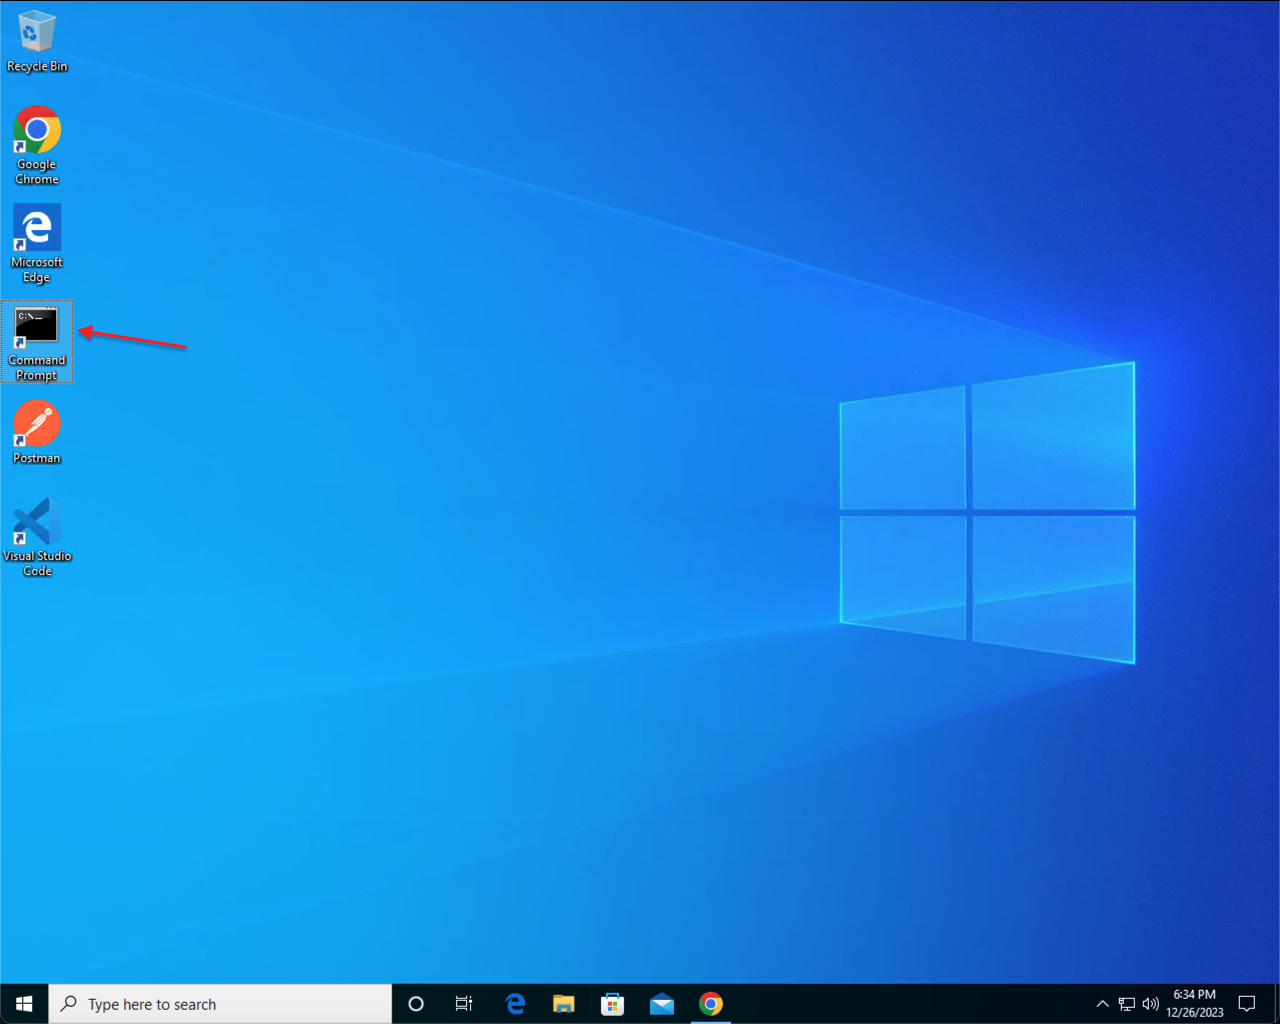 Recycle Bin
Google
Chrome
Microsoft
Edge
C:\_
Command
Prompt
Postman
Visual Studio
Code
Type here to search
6:34 PM
12/26/2023